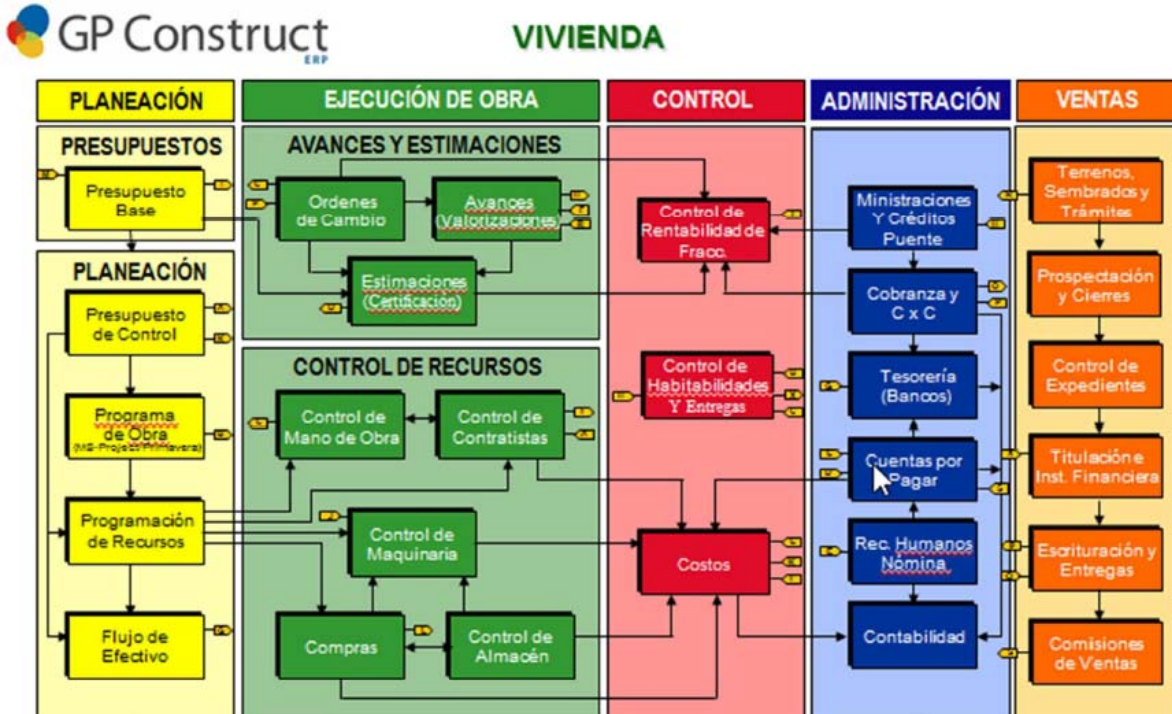 GP Construct
ERP
VIVIENDA
PLANEACIÓN
EJECUCIÓN DE OBRA
CONTROL
ADMINISTRACIÓN
VENTAS
PRESUPUESTOS
Presupuesto
Base
PLANEACIÓN
Presupuesto
de Control
Programa
de Obra
(MS-Project Primavera)
Programación
de Recursos
Flujo de
Efectivo
AVANCES Y ESTIMACIONES
Ordenes
de Cambio
Avances
(Valorizaciones)
Estimaciones
(Certificación)
CONTROL DE RECURSOS
Control de
Mano de Obra
Control de
Contratistas
Control de
Maquinaria
Compras
Control de
Almacén
Control de
Rentabilidad de
Fracc.
Control de
Habitabilidades
Y Entregas
Costos
Ministraciones
Y Créditos
Puente
Cobranza y
C x C
Tesorería
(Bancos)
Cuentas por
Pagar
Rec. Humanos
Nómina
Contabilidad
Terrenos,
Sembrados y
Trámites
Prospectación
y Cierres
Control de
Expedientes
Titulación e
Inst. Financiera
Escrituración y
Entregas
Comisiones
de Ventas